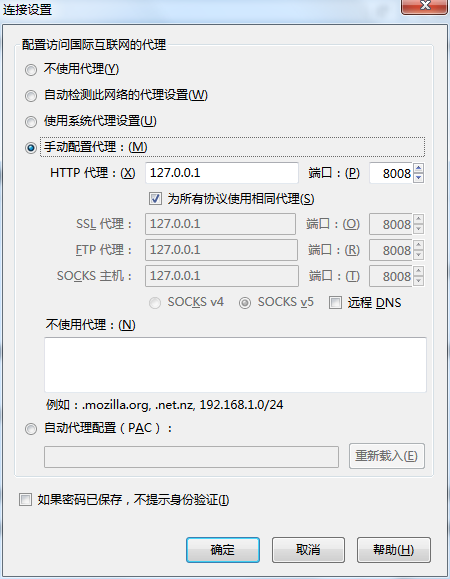 连接设置
配置访问国际互联网的代理
不使用代理(Y)
自动检测此网络的代理设置(W)
使用系统代理设置(U)
手动配置代理：(M)
HTTP 代理：(X) 127.0.0.1 端口：(P) 8008
为所有协议使用相同代理(S)
SSL 代理： 127.0.0.1 端口：(O) 8008
FTP 代理： 127.0.0.1 端口：(R) 8008
SOCKS 主机： 127.0.0.1 端口：(T) 8008
SOCKS v4 SOCKS v5 远程 DNS
不使用代理：(N)
例如：.mozilla.org, .net.nz, 192.168.1.0/24
自动代理配置（PAC）：
重新载入(E)
如果密码已保存，不提示身份验证(I)
确定 取消 帮助(H)